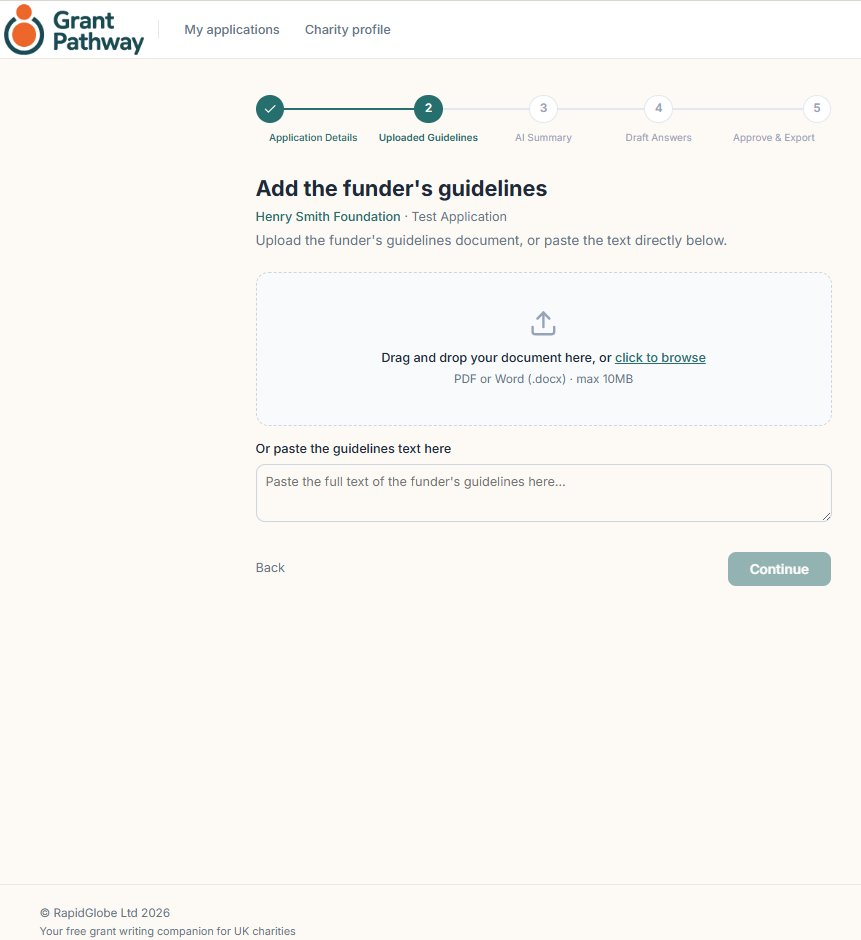 Grant
Pathway
My applications
Charity profile
2
3
4
5
Application Details
Uploaded Guidelines
AI Summary
Draft Answers
Approve & Export
Add the funder's guidelines
Henry Smith Foundation · Test Application
Upload the funder's guidelines document, or paste the text directly below.
Drag and drop your document here, or click to browse
PDF or Word (.docx) · max 10MB
Or paste the guidelines text here
Paste the full text of the funder's guidelines here...
Back
Continue
© RapidGlobe Ltd 2026
Your free grant writing companion for UK charities